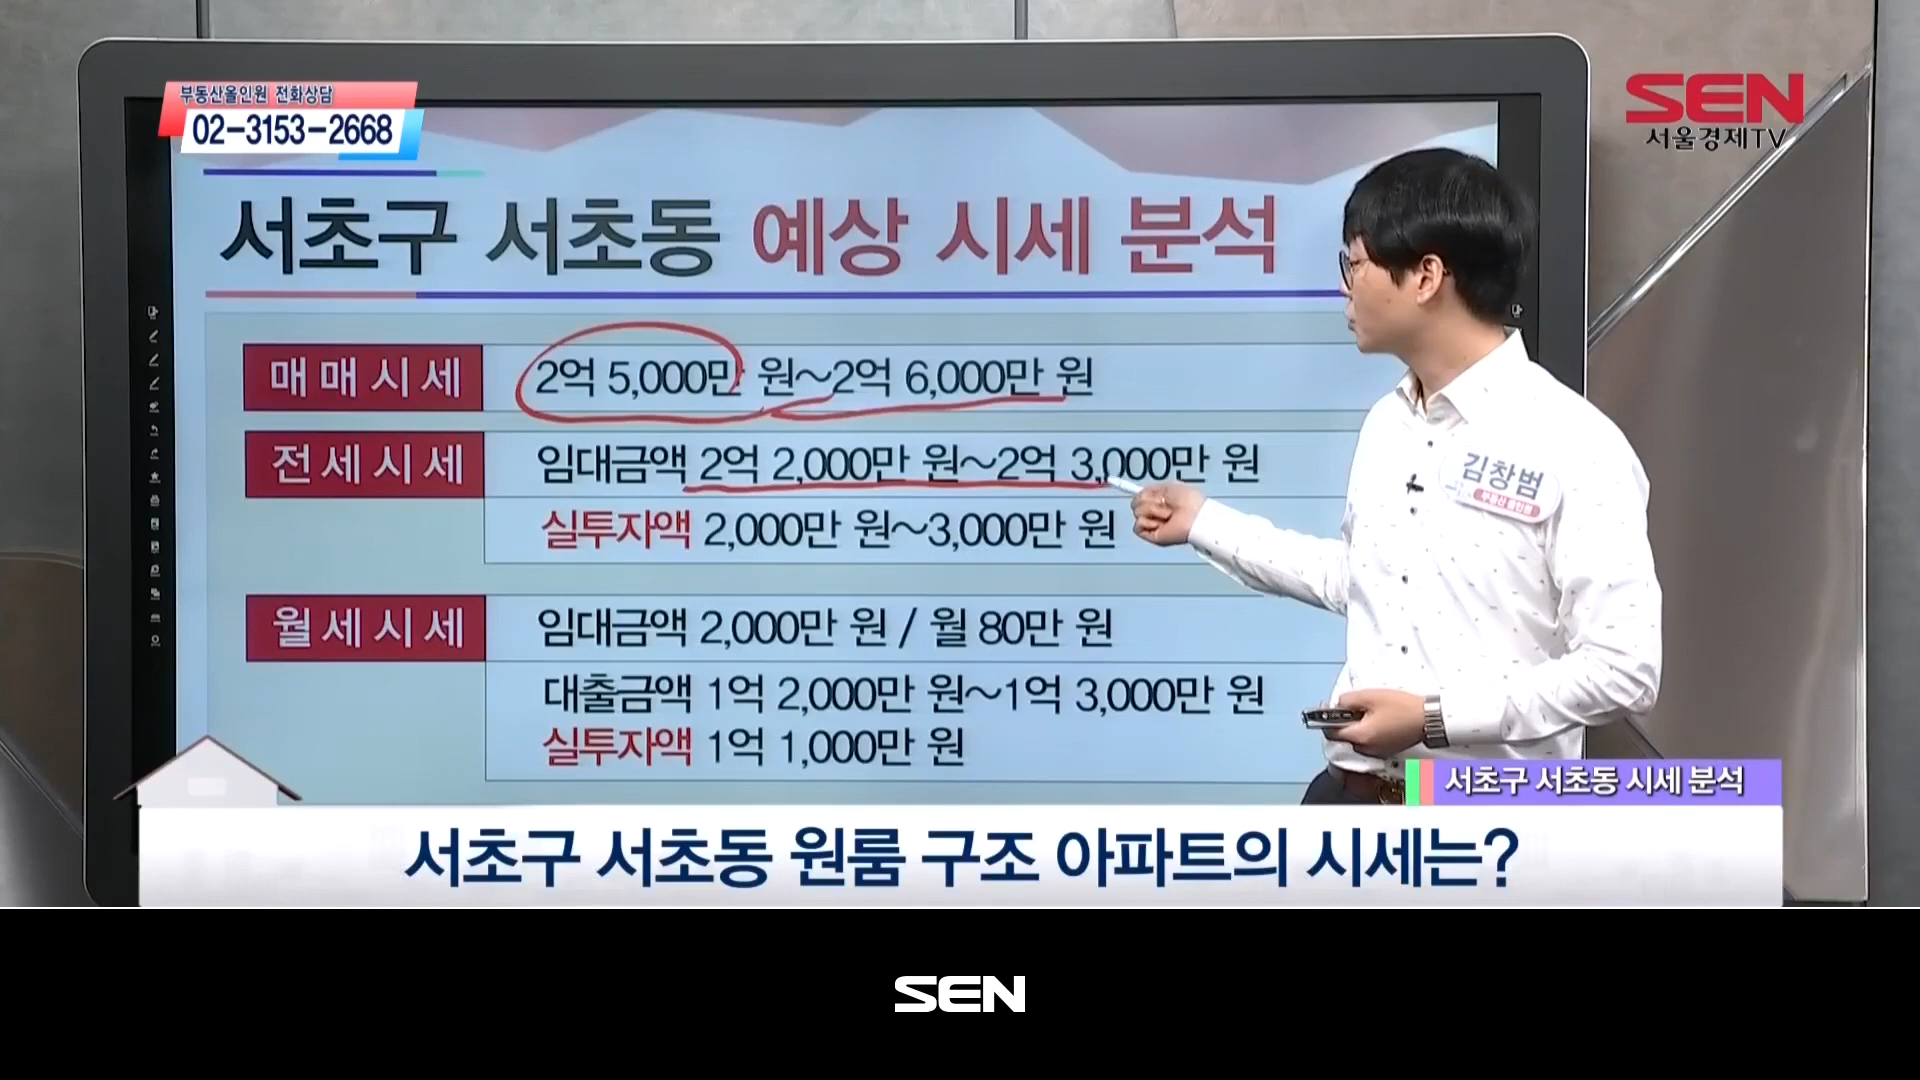 부동산올인원 전화상담
02-3153-2668
SEN
서울경제TV
서초구 서초동 예상 시세 분석
매매시세
2억 5,000만 원~2억 6,000만 원
전세시세
임대금액 2억 2,000만 원~2억 3,000만 원
실투자액 2,000만 원~3,000만 원
월세시세
임대금액 2,000만 원 / 월 80만 원
대출금액 1억 2,000만 원~1억 3,000만 원
실투자액 1억 1,000만 원
김창범
부동산 올인원
서초구 서초동 시세 분석
서초구 서초동 원룸 구조 아파트의 시세는?
SEN